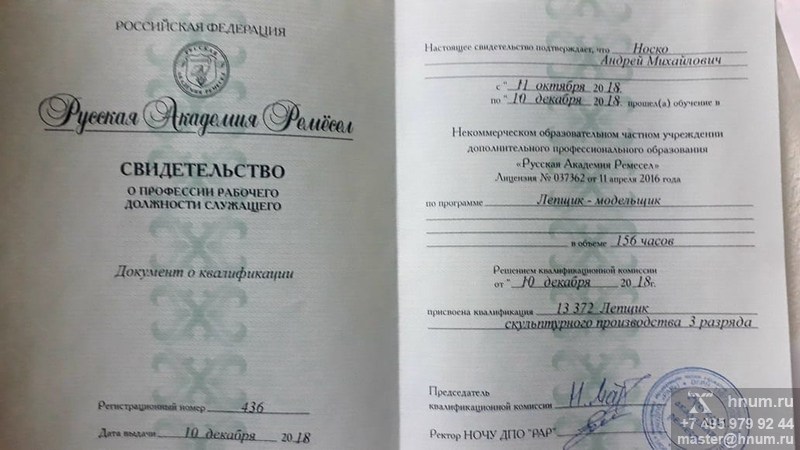 РОССИЙСКАЯ ФЕДЕРАЦИЯ
РУССКАЯ
АКАДЕМИЯ РЕМЕСЕЛ
Русская Академия Ремёсел
СВИДЕТЕЛЬСТВО
О ПРОФЕССИИ РАБОЧЕГО
ДОЛЖНОСТИ СЛУЖАЩЕГО
Документ о квалификации
Регистрационный номер 436
Дата выдачи 10 декабря 2018
Настоящее свидетельство подтверждает, что Носко
Андрей Михайлович
с "11 октября 2018.
по "10 декабря 2018. прошел(а) обучение в
Некоммерческом образовательном частном учреждении
дополнительного профессионального образования
«Русская Академия Ремесел»
Лицензия № 037362 от 11 апреля 2016 года
по программе Лепщик - модельщик
в объеме 156 часов
Решением квалификационной комиссии
от "10 декабря 2018г.
присвоена квалификация 13 372 Лепщик
скульптурного производства 3 разряда
Председатель
квалификационной комиссии
Ректор НОЧУ ДПО "РАР"
hnum.ru
+7 495 979 92 44
master@hnum.ru